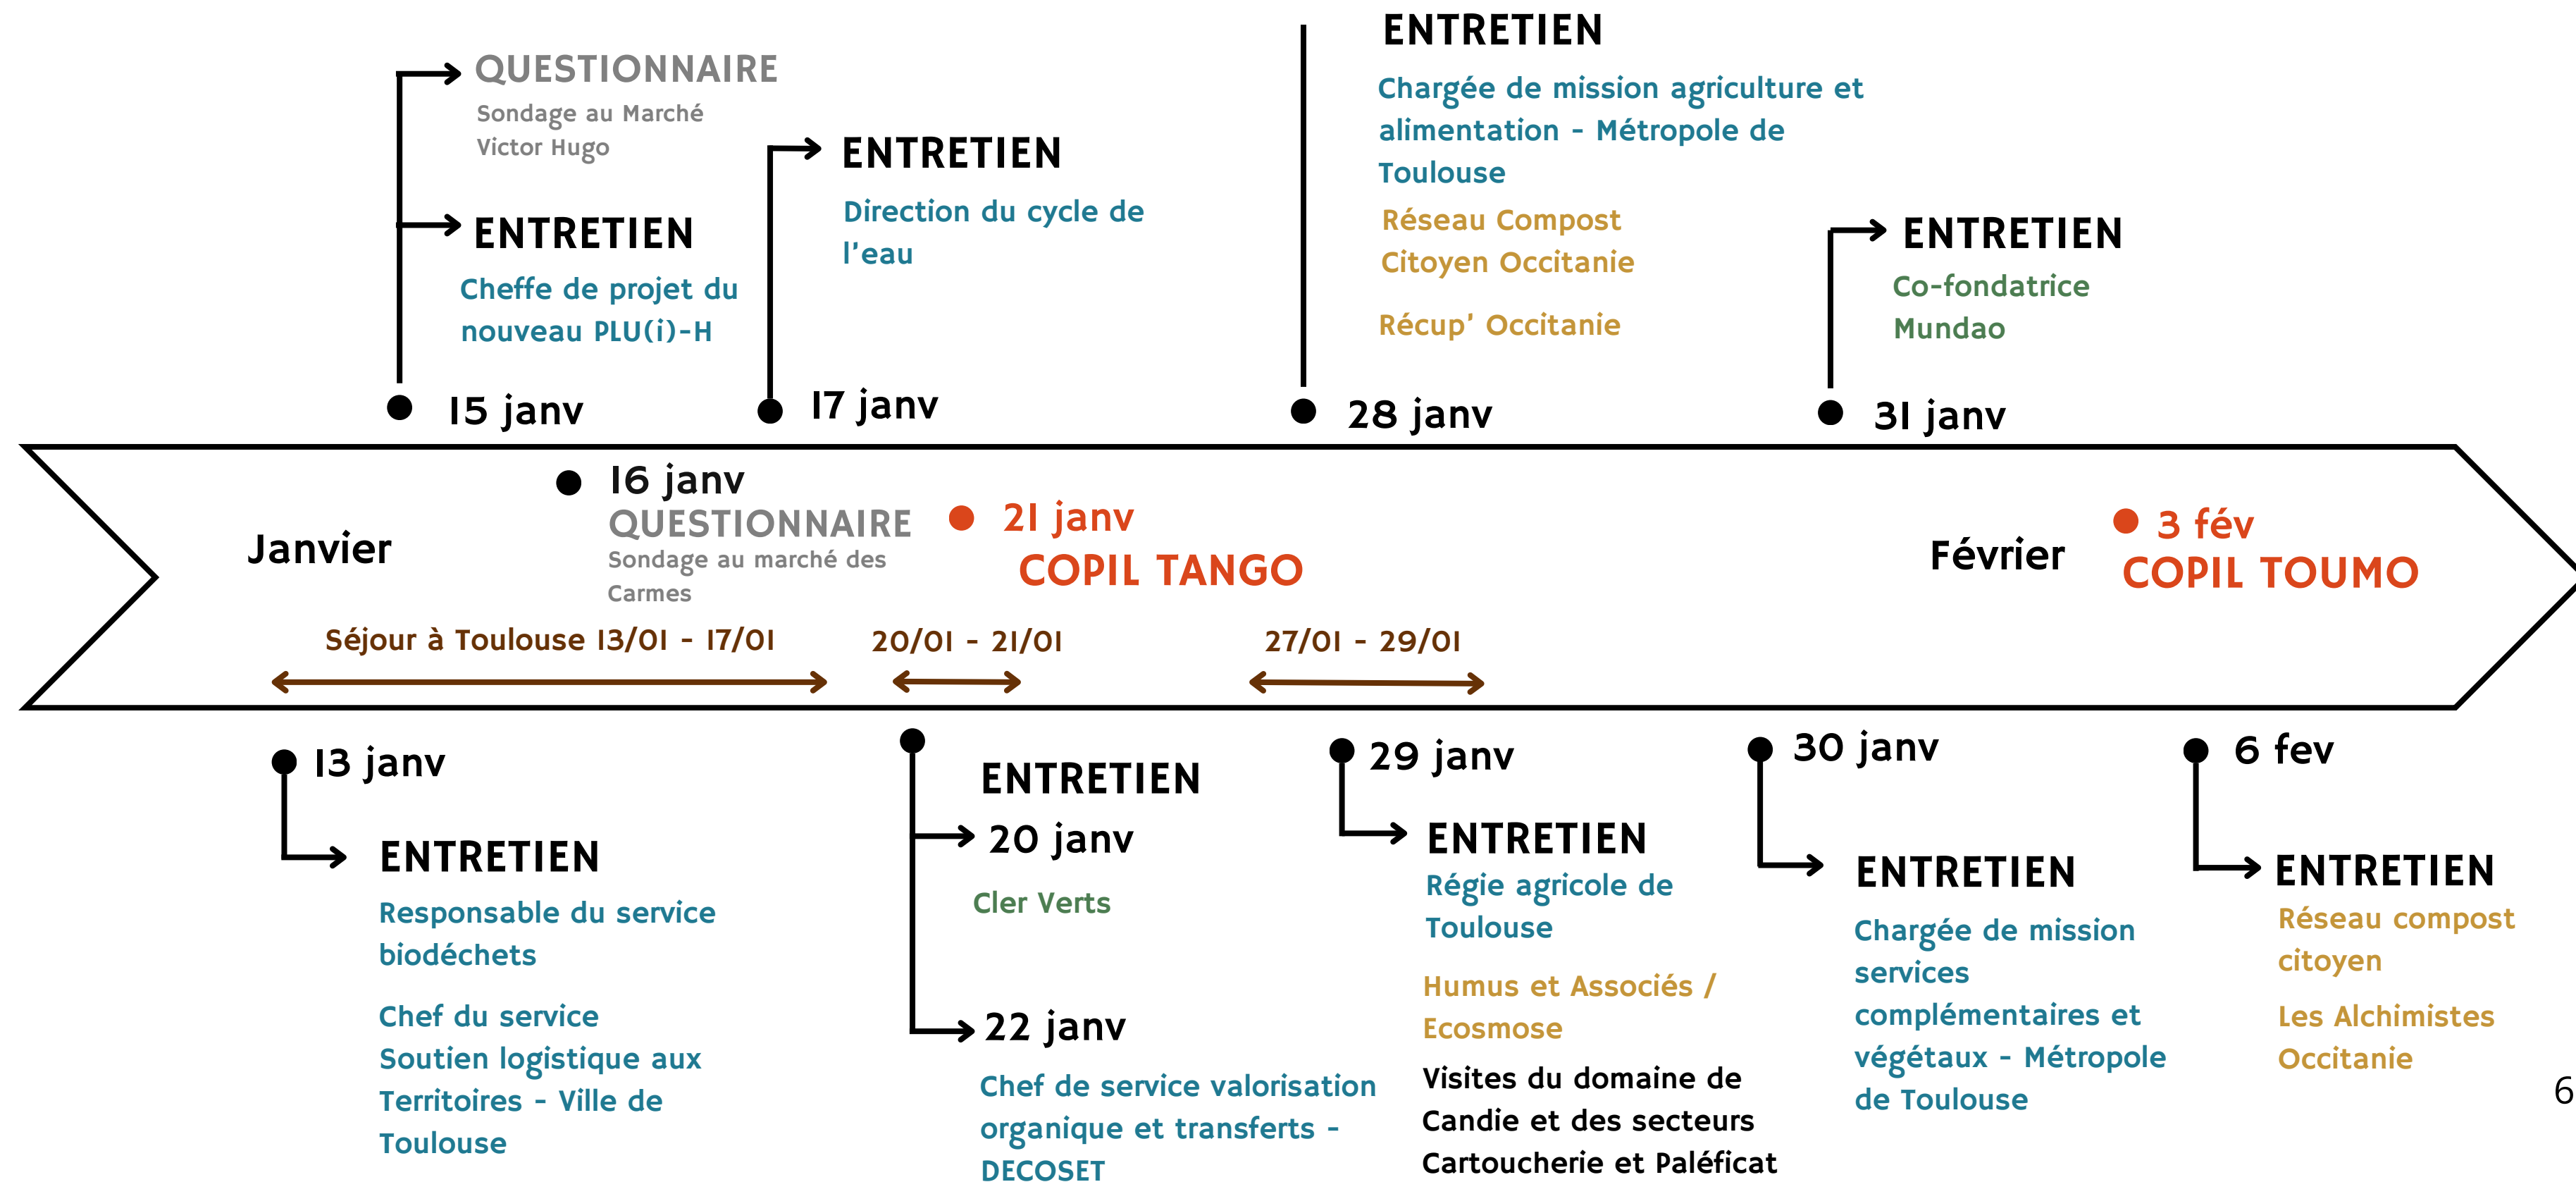 QUESTIONNAIRE
Sondage au Marché
Victor Hugo
ENTRETIEN
Cheffe de projet du
nouveau PLU(i)-H
15 janv
ENTRETIEN
Direction du cycle de
l'eau
17 janv
ENTRETIEN
Chargée de mission agriculture et
alimentation - Métropole de
Toulouse
Réseau Compost
Citoyen Occitanie
Récup' Occitanie
28 janv
ENTRETIEN
Co-fondatrice
Mundao
31 janv
Janvier
16 janv
QUESTIONNAIRE
Sondage au marché des
Carmes
21 janv
COPIL TANGO
Février
3 fév
COPIL TOUMO
Séjour à Toulouse 13/01 - 17/01
20/01 - 21/01
27/01 - 29/01
13 janv
ENTRETIEN
Responsable du service
biodéchets
Chef du service
Soutien logistique aux
Territoires - Ville de
Toulouse
ENTRETIEN
20 janv
Cler Verts
22 janv
Chef de service valorisation
organique et transferts -
DECOSET
29 janv
ENTRETIEN
Régie agricole de
Toulouse
Humus et Associés /
Ecosmose
Visites du domaine de
Candie et des secteurs
Cartoucherie et Paléficat
30 janv
ENTRETIEN
Chargée de mission
services
complémentaires et
végétaux - Métropole
de Toulouse
6 fev
ENTRETIEN
Réseau compost
citoyen
Les Alchimistes
Occitanie
6